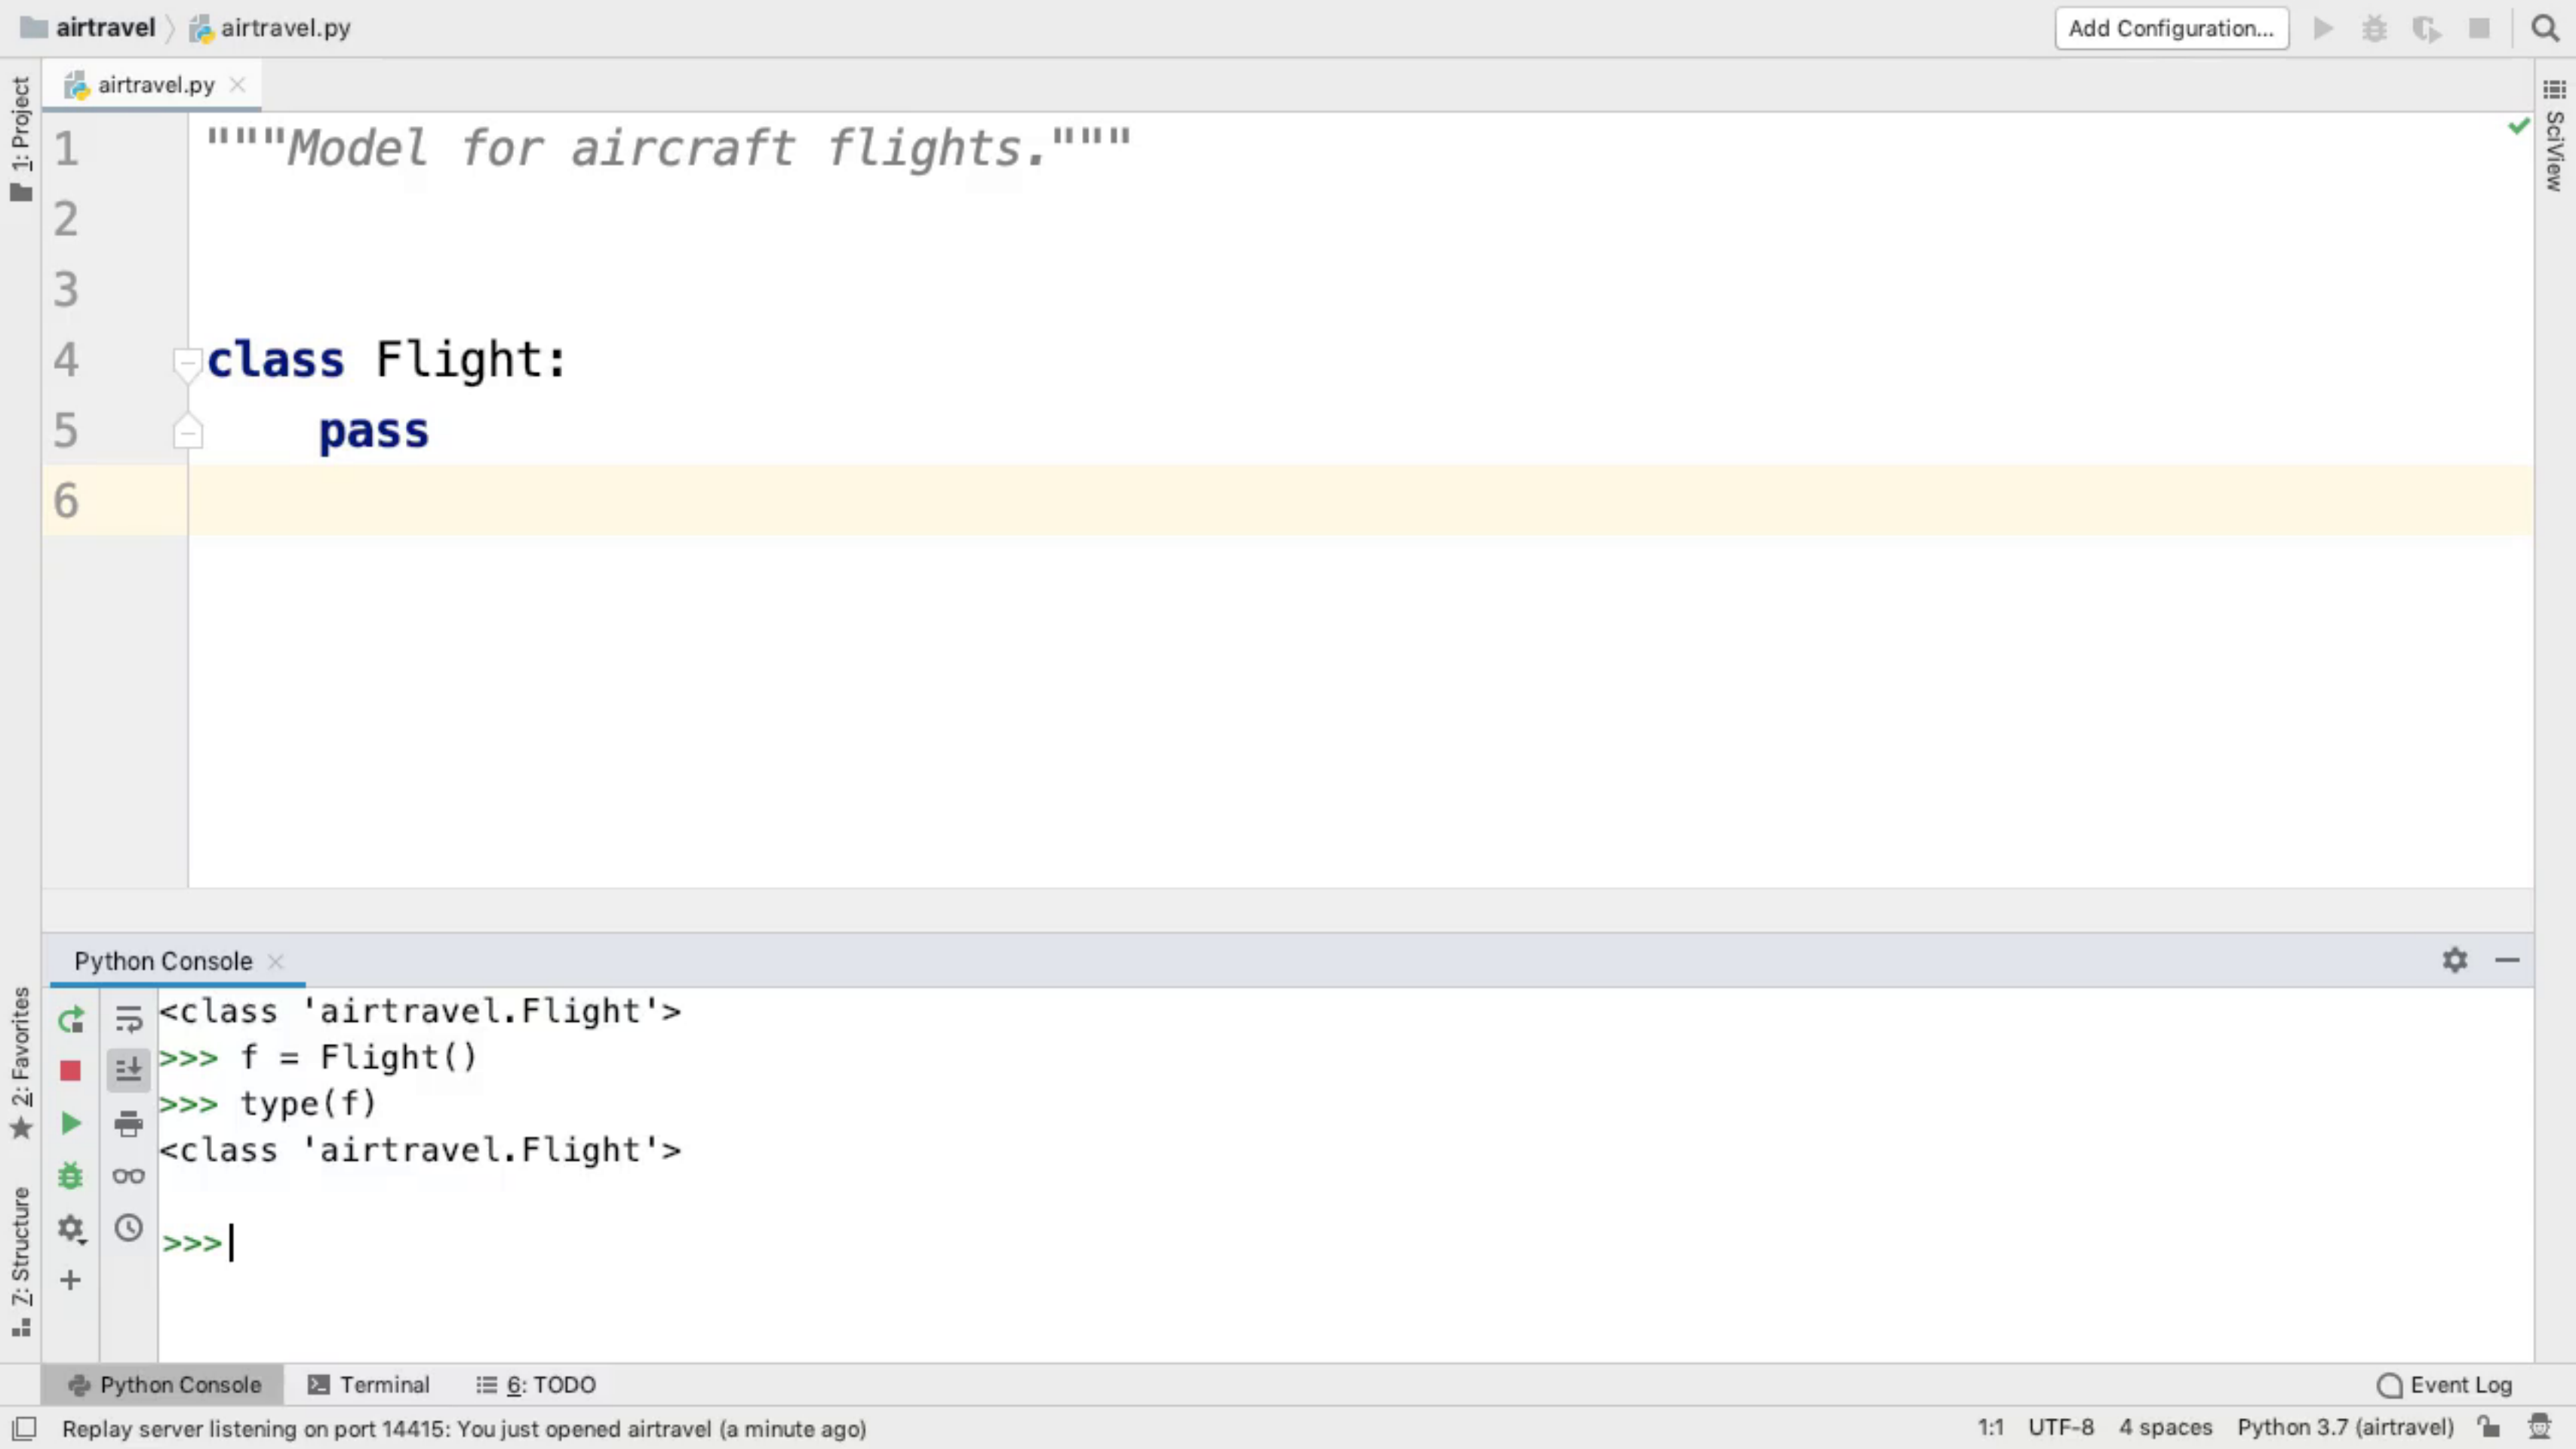 airtravel
airtravel.py
Add Configuration...
airtravel.py
1: Project
SciView
1 """Model for aircraft flights."""
2
3
4 class Flight:
5     pass
6
Python Console
<class 'airtravel.Flight'>
>>> f = Flight()
>>> type(f)
<class 'airtravel.Flight'>
>>>
2: Favorites
7: Structure
Python Console
Terminal
6: TODO
Event Log
Replay server listening on port 14415: You just opened airtravel (a minute ago)
1:1 UTF-8 4 spaces Python 3.7 (airtravel)